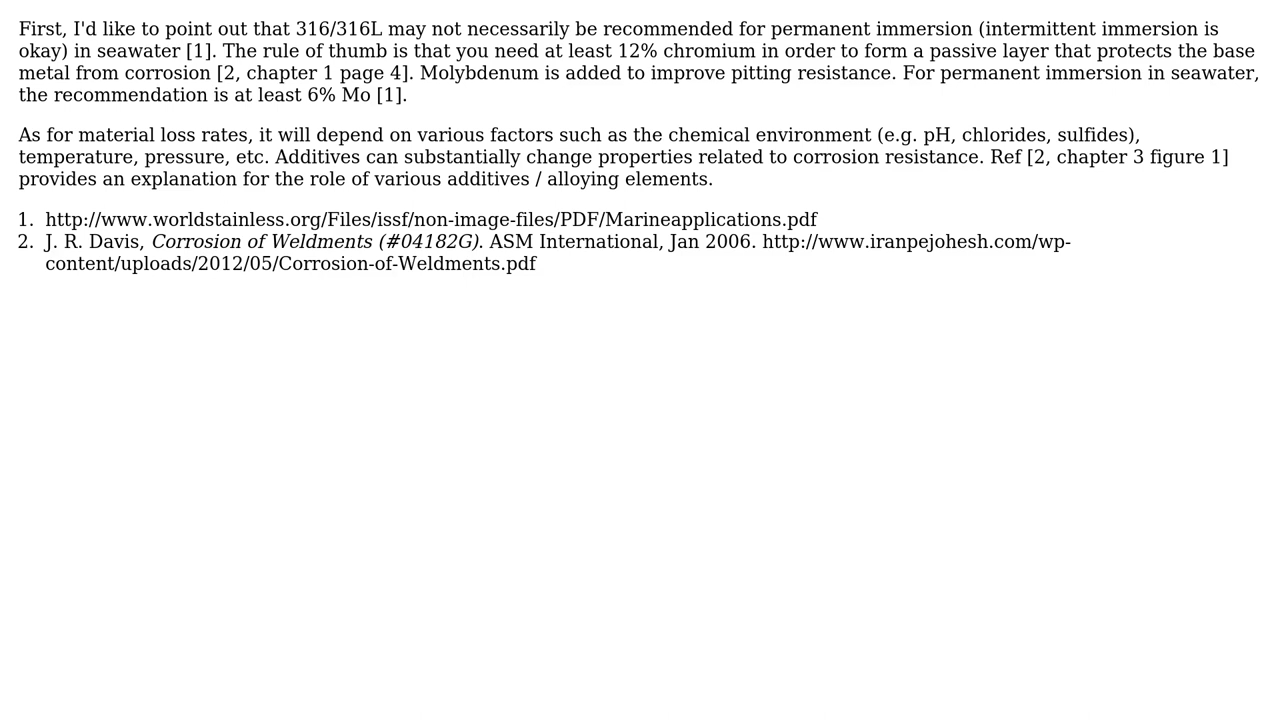 First, I'd like to point out that 316/316L may not necessarily be recommended for permanent immersion (intermittent immersion is
okay) in seawater [1]. The rule of thumb is that you need at least 12% chromium in order to form a passive layer that protects the base
metal from corrosion [2, chapter 1 page 4]. Molybdenum is added to improve pitting resistance. For permanent immersion in seawater,
the recommendation is at least 6% Mo [1].
As for material loss rates, it will depend on various factors such as the chemical environment (e.g. pH, chlorides, sulfides),
temperature, pressure, etc. Additives can substantially change properties related to corrosion resistance. Ref [2, chapter 3 figure 1]
provides an explanation for the role of various additives / alloying elements.
1. http://www.worldstainless.org/Files/issf/non-image-files/PDF/Marineapplications.pdf
2. J. R. Davis, Corrosion of Weldments (#04182G). ASM International, Jan 2006. http://www.iranpejohesh.com/wp-
content/uploads/2012/05/Corrosion-of-Weldments.pdf